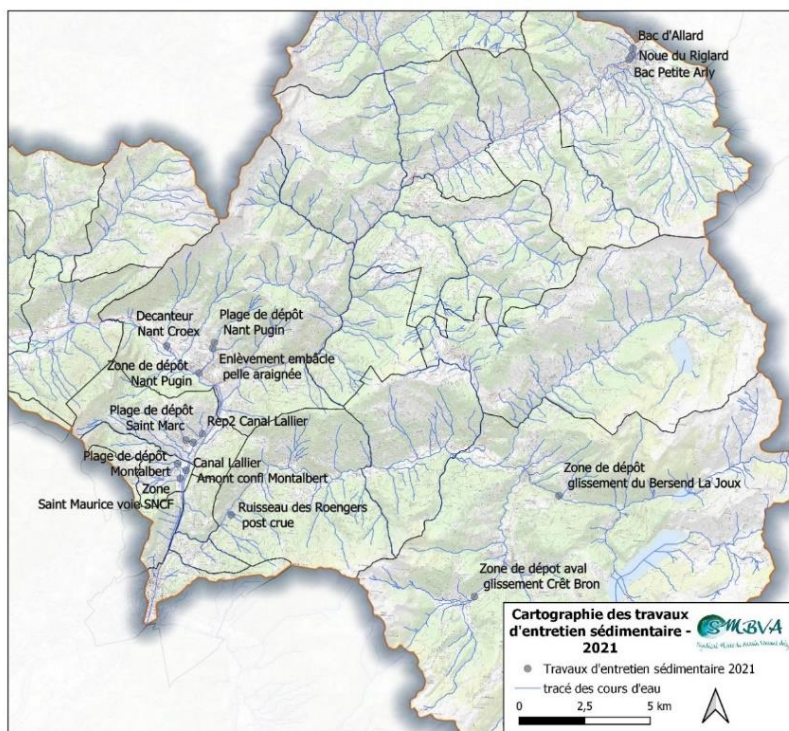 Bac d'Allard
Noue du Riglard
Bac Petite Arly
Decanteur
Nant Croex
Plage de dépôt
Nant Pugin
Zone de dépôt
Nant Pugin
Enlèvement embâcle
pelle araignée
Plage de dépôt
Saint Marc
Rep2 Canal Lallier
Plage de dépôt
Montalbert
Canal Lallier
Amont confl Montalbert
Zone
Saint Maurice voie SNCF
Ruisseau des Roengers
post crue
Zone de dépôt
glissement du Bersend La Joux
Zone de dépot aval
glissement Crêt Bron
Cartographie des travaux
d'entretien sédimentaire -
2021
SMBVA
Travaux d'entretien sédimentaire 2021
tracé des cours d'eau
0 2,5 5 km